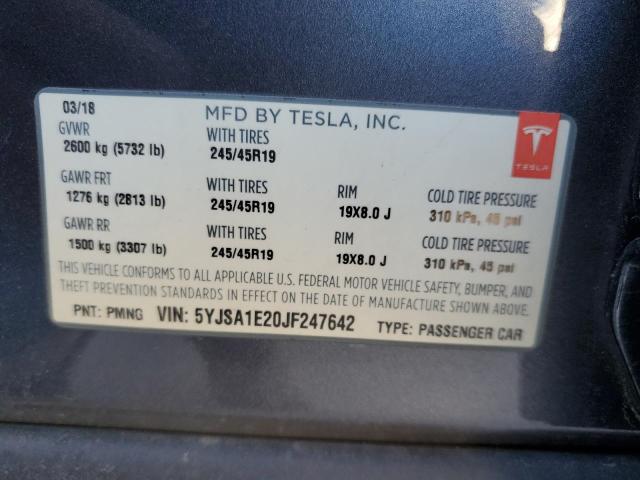 03/18 MFD BY TESLA, INC.
GVWR WITH TIRES
2600 kg (5732 lb) 245/45R19
TESLA
GAWR FRT WITH TIRES RIM COLD TIRE PRESSURE
1276 kg (2813 lb) 245/45R19 19X8.0 J 310 kPa, 45 psi
GAWR RR WITH TIRES RIM COLD TIRE PRESSURE
1500 kg (3307 lb) 245/45R19 19X8.0 J 310 kPa, 45 psi
THIS VEHICLE CONFORMS TO ALL APPLICABLE U.S. FEDERAL MOTOR VEHICLE SAFETY, BUMPER, AND
THEFT PREVENTION STANDARDS IN EFFECT ON THE DATE OF MANUFACTURE SHOWN ABOVE.
PNT: PMNG VIN: 5YJSA1E20JF247642 TYPE: PASSENGER CAR